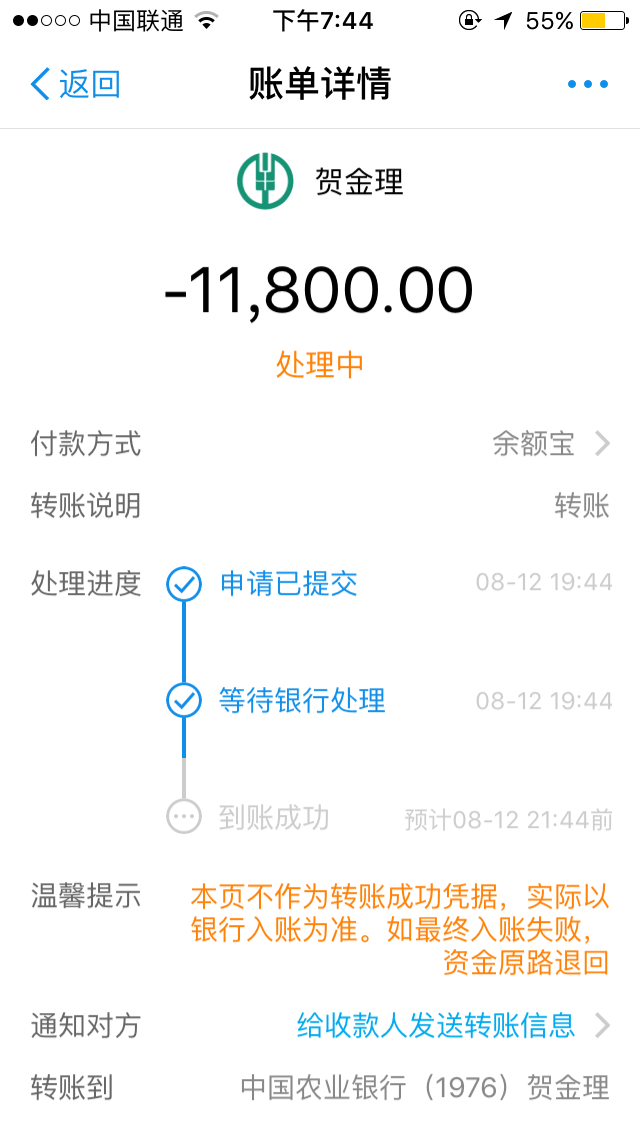 中国联通 下午7:44 55%
返回 账单详情
贺金理
-11,800.00
处理中
付款方式 余额宝
转账说明 转账
处理进度 申请已提交 08-12 19:44
等待银行处理 08-12 19:44
到账成功 预计08-12 21:44前
温馨提示 本页不作为转账成功凭据，实际以
银行入账为准。如最终入账失败，
资金原路退回
通知对方 给收款人发送转账信息
转账到 中国农业银行（1976）贺金理